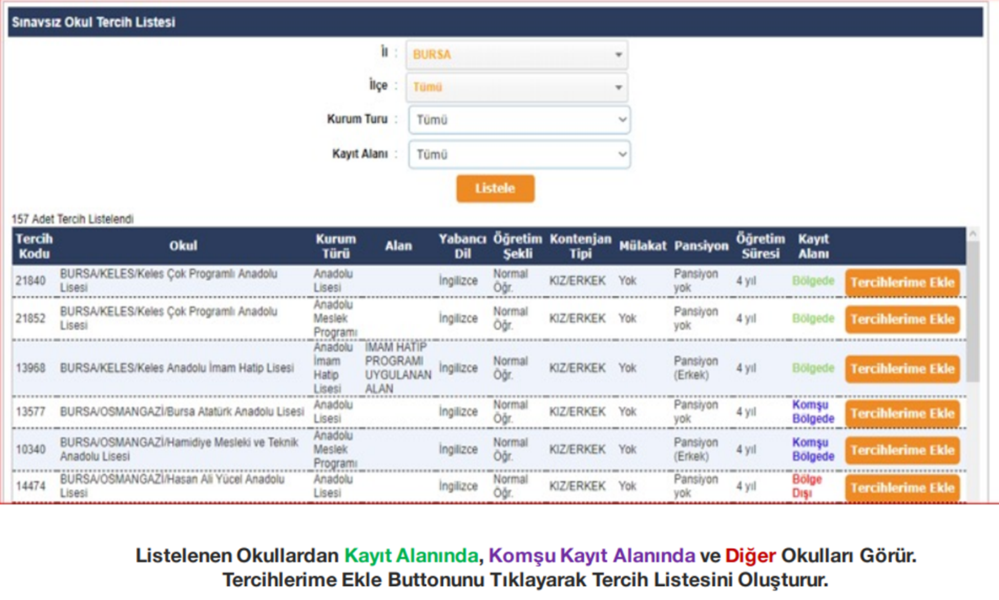 Sınavsız Okul Tercih Listesi
İl : BURSA
İlçe : Tümü
Kurum Turu : Tümü
Kayıt Alanı : Tümü
Listele
157 Adet Tercih Listelendi
Tercih Kodu Okul Kurum Türü Alan Yabancı Dil Öğretim Şekli Kontenjan Tipi Mülakat Pansiyon Öğretim Süresi Kayıt Alanı
21840 BURSA/KELES/Keles Çok Programlı Anadolu Lisesi Anadolu Lisesi İngilizce Normal Öğr. KIZ/ERKEK Yok Pansiyon yok 4 yıl Bölgede Tercihlerime Ekle
21852 BURSA/KELES/Keles Çok Programlı Anadolu Lisesi Anadolu Meslek Programı İngilizce Normal Öğr. KIZ/ERKEK Yok Pansiyon yok 4 yıl Bölgede Tercihlerime Ekle
13968 BURSA/KELES/Keles Anadolu İmam Hatip Lisesi Anadolu İmam Hatip Lisesi İMAM HATİP PROGRAMI UYGULANAN ALAN İngilizce Normal Öğr. KIZ/ERKEK Yok Pansiyon (Erkek) 4 yıl Bölgede Tercihlerime Ekle
13577 BURSA/OSMANGAZİ/Bursa Atatürk Anadolu Lisesi Anadolu Lisesi İngilizce Normal Öğr. KIZ/ERKEK Yok Pansiyon yok 4 yıl Komşu Bölgede Tercihlerime Ekle
10340 BURSA/OSMANGAZİ/Hamidiye Mesleki ve Teknik Anadolu Lisesi Anadolu Meslek Programı İngilizce Normal Öğr. KIZ/ERKEK Yok Pansiyon (Erkek) 4 yıl Komşu Bölgede Tercihlerime Ekle
14474 BURSA/OSMANGAZİ/Hasan Ali Yücel Anadolu Lisesi Anadolu Lisesi İngilizce Normal Öğr. KIZ/ERKEK Yok Pansiyon yok 4 yıl Bölge Dışı Tercihlerime Ekle
Listelenen Okullardan Kayıt Alanında, Komşu Kayıt Alanında ve Diğer Okulları Görür.
Tercihlerime Ekle Buttonunu Tıklayarak Tercih Listesini Oluşturur.